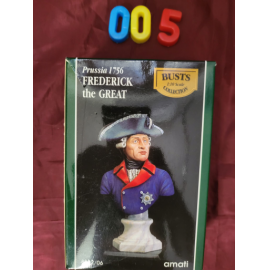 005
Prussia 1756
FREDERICK
the GREAT
BUSTS
COLLECTION
amati